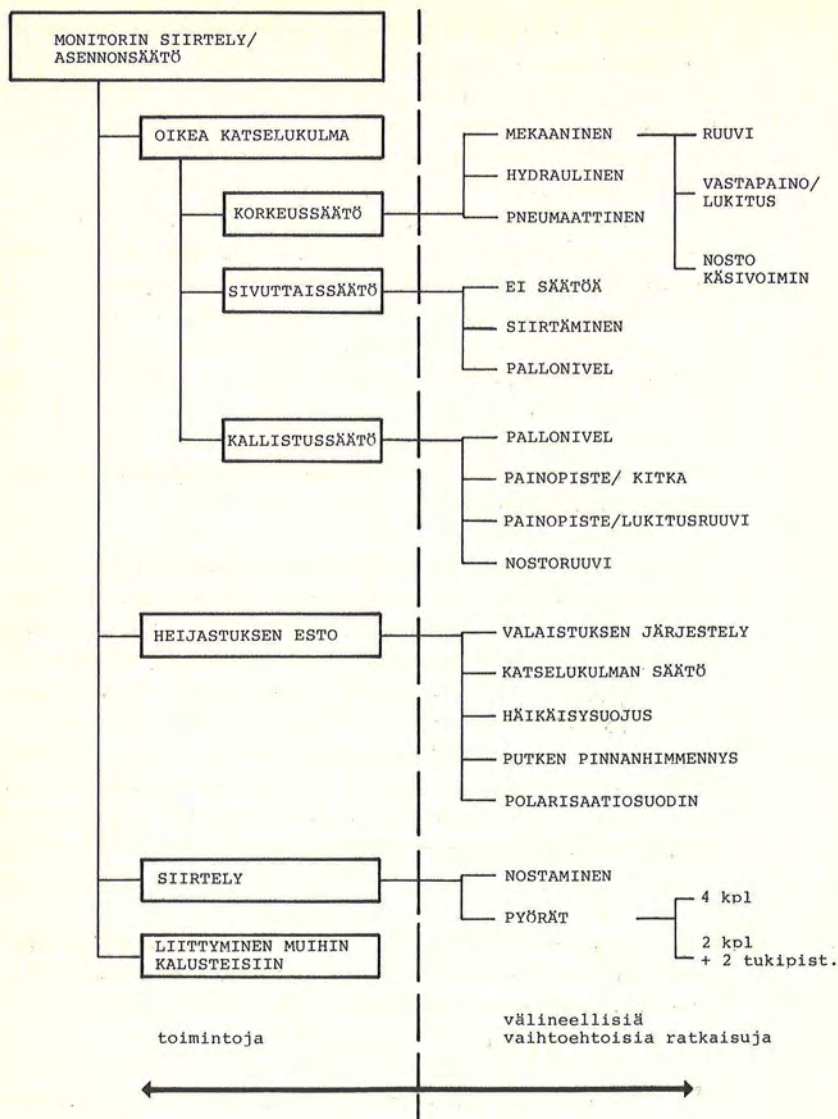 MONITORIN SIIRTELY/
ASENNONSÄÄTÖ
OIKEA KATSELUKULMA
KORKEUSSÄÄTÖ
MEKAANINEN
HYDRAULINEN
PNEUMAATTINEN
RUUVI
VASTAPAINO/
LUKITUS
NOSTO
KÄSIVOIMIN
SIVUTTAISSÄÄTÖ
EI SÄÄTÖÄ
SIIRTÄMINEN
PALLONIVEL
KALLISTUSSÄÄTÖ
PALLONIVEL
PAINOPISTE/ KITKA
PAINOPISTE/LUKITUSRUUVI
NOSTORUUVI
HEIJASTUKSEN ESTO
VALAISTUKSEN JÄRJESTELY
KATSELUKULMAN SÄÄTÖ
HÄIKÄISYSUOJUS
PUTKEN PINNANHIMMENNYS
POLARISAATIOSUODIN
SIIRTELY
NOSTAMINEN
PYÖRÄT
4 kpl
2 kpl
+ 2 tukipist.
LIITTYMINEN MUIHIN
KALUSTEISIIN
toimintoja
välineellisiä
vaihtoehtoisia ratkaisuja